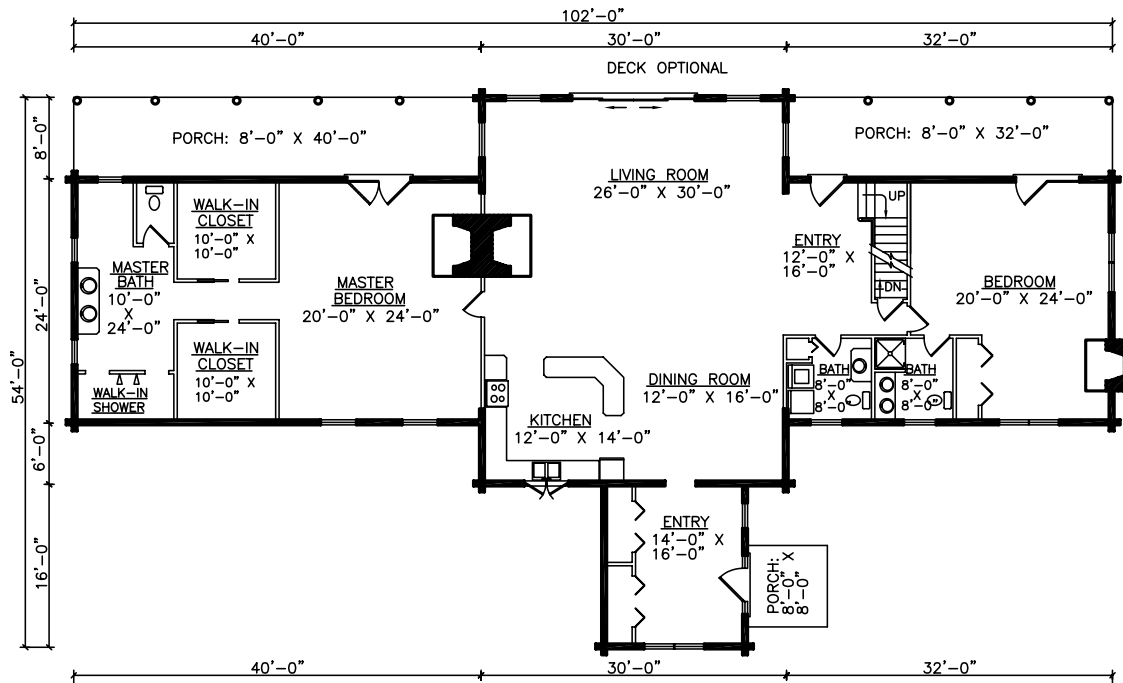 102'-0"
40'-0"
30'-0"
32'-0"
DECK OPTIONAL
8'-0"
24'-0"
54'-0"
6'-0"
16'-0"
PORCH: 8'-0" X 40'-0"
PORCH: 8'-0" X 32'-0"
LIVING ROOM
26'-0" X 30'-0"
WALK-IN
CLOSET
10'-0" X
10'-0"
UP
ENTRY
12'-0" X
16'-0"
LDN
MASTER
BATH
10'-0"
X
24'-0"
MASTER
BEDROOM
20'-0" X 24'-0"
BEDROOM
20'-0" X 24'-0"
WALK-IN
CLOSET
10'-0" X
10'-0"
WALK-IN
SHOWER
DINING ROOM
12'-0" X 16'-0"
BATH
8'-0"
X
8'-0"
BATH
8'-0"
X
8'-0"
KITCHEN
12'-0" X 14'-0"
ENTRY
14'-0" X
16'-0"
PORCH:
8'-0" X
8'-0"
40'-0"
30'-0"
32'-0"